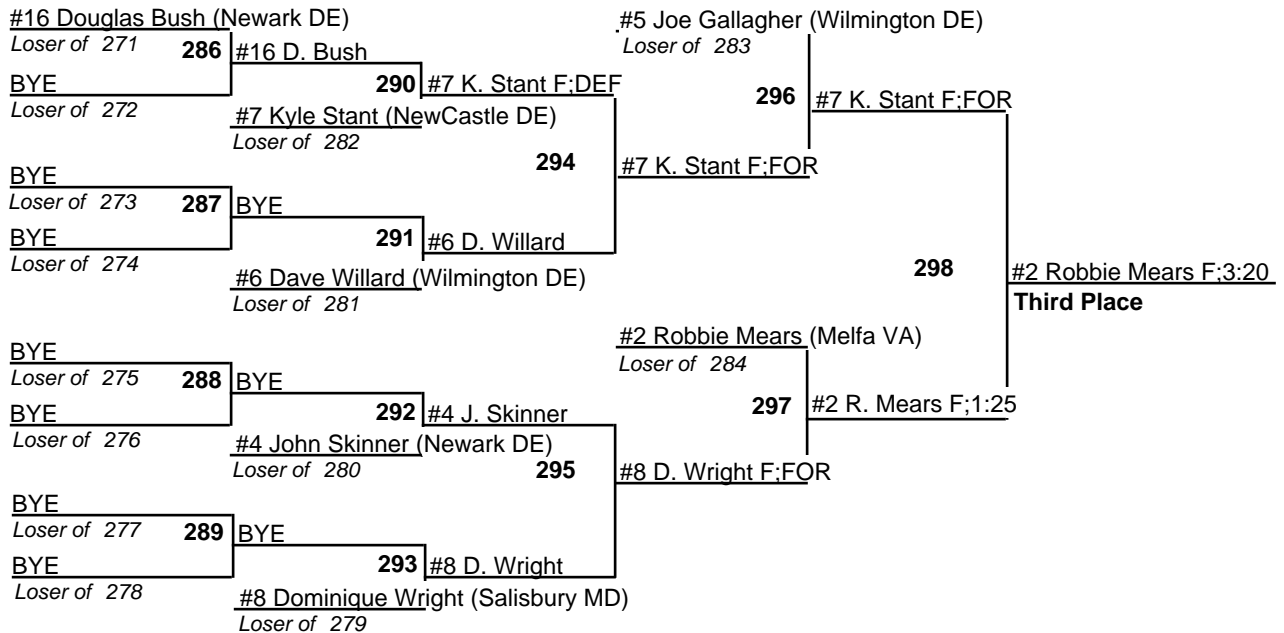 #16 Douglas Bush (Newark DE)
Loser of 271
286
#16 D. Bush
BYE
Loser of 272
290
#7 K. Stant F;DEF
#7 Kyle Stant (NewCastle DE)
Loser of 282
294
#7 K. Stant F;FOR
BYE
Loser of 273
287
BYE
BYE
Loser of 274
291
#6 D. Willard
#6 Dave Willard (Wilmington DE)
Loser of 281
#5 Joe Gallagher (Wilmington DE)
Loser of 283
296
#7 K. Stant F;FOR
298
#2 Robbie Mears F;3:20
Third Place
BYE
Loser of 275
288
BYE
BYE
Loser of 276
292
#4 J. Skinner
#4 John Skinner (Newark DE)
Loser of 280
295
#8 D. Wright F;FOR
BYE
Loser of 277
289
BYE
BYE
Loser of 278
293
#8 D. Wright
#8 Dominique Wright (Salisbury MD)
Loser of 279
#2 Robbie Mears (Melfa VA)
Loser of 284
297
#2 R. Mears F;1:25